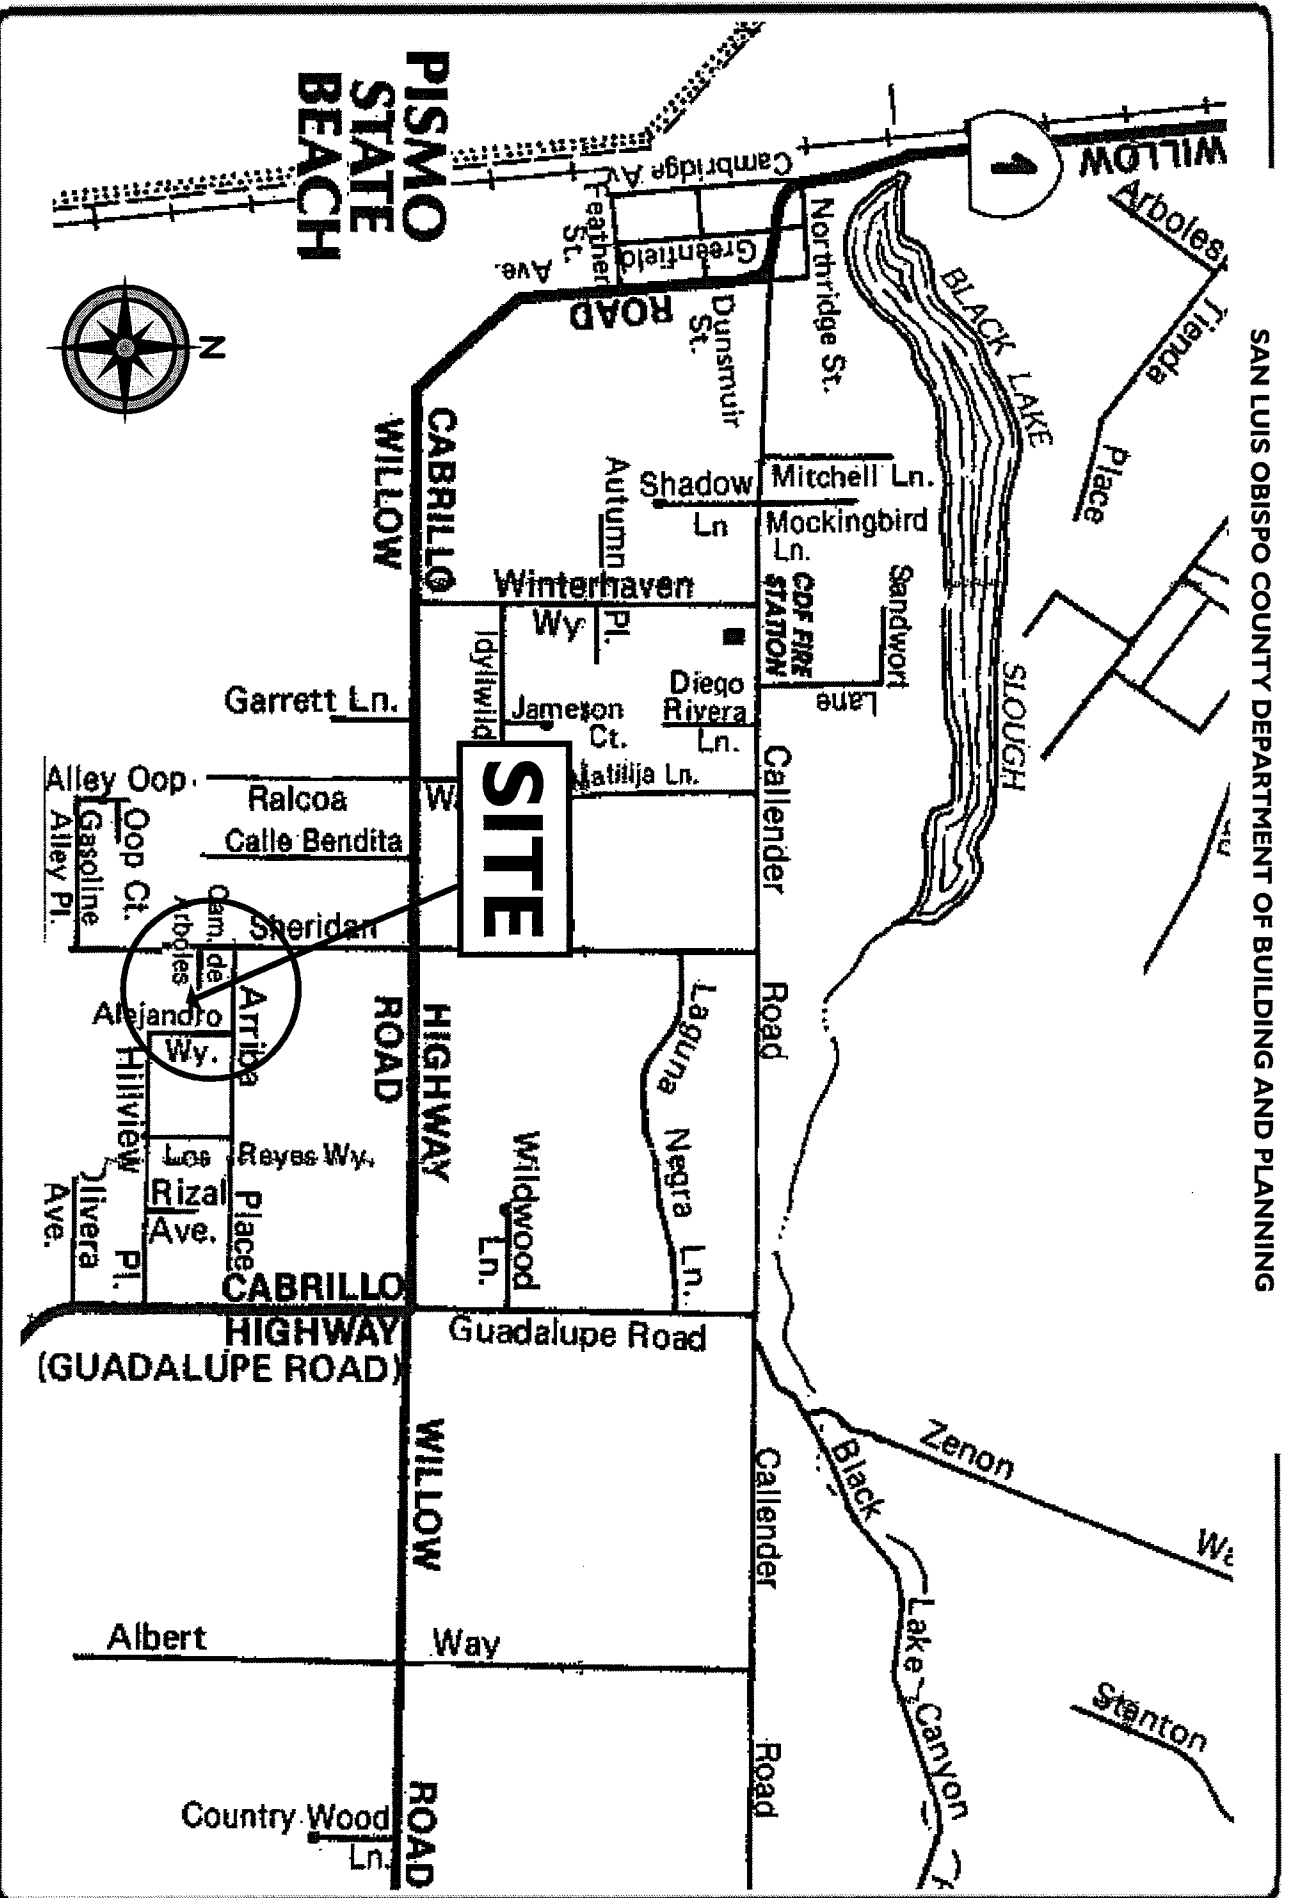 SAN LUIS OBISPO COUNTY DEPARTMENT OF BUILDING AND PLANNING
PISMO
STATE
BEACH
N
1
WILLOW
ROAD
Cambridge Av
Feather
St.
Greenfield
Ave.
Northridge St.
Dunsmuir
St.
BLACK LAKE
SLOUGH
Arboles
Tienda
Place
CABRILLO
WILLOW
Autumn
Pl.
Shadow
Ln
Mitchell Ln.
Mockingbird
Ln.
Winterhaven
Wy
CDF FIRE
STATION
Sandwort
Lane
Idyllwild
Jameson
Ct.
Diego
Rivera
Ln.
Garrett Ln.
Callender
Road
Alley Oop
Ralcoa
Calle Bendita
Oop Ct.
Gasoline
Alley Pl.
SITE
Sheridan
Cam. de
Arboles
Alejandro
Wy.
Arriba
Place
Hillview
Pl.
Los Reyes Wy.
Rizal
Ave.
Olivera
Ave.
HIGHWAY
ROAD
Laguna
Negra
Ln.
Wildwood
Ln.
CABRILLO
HIGHWAY
(GUADALUPE ROAD)
Guadalupe Road
WILLOW
ROAD
Callender
Road
Zenon
Black
Lake
Canyon
Albert Way
Stanton
Country Wood
Ln.